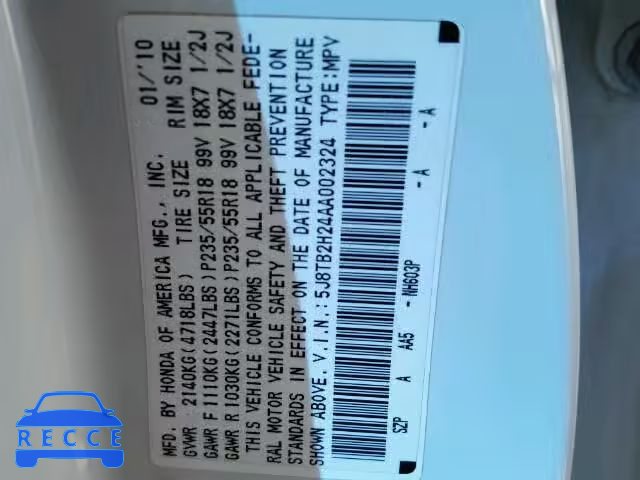 MFD. BY HONDA OF AMERICA MFG., INC. 01/'10
GVWR 2140KG(4718LBS) TIRE SIZE RIM SIZE
GAWR F 1110KG(2447LBS)P235/55R18 99V 18X7 1/2J
GAWR R 1030KG(2271LBS)P235/55R18 99V 18X7 1/2J
THIS VEHICLE CONFORMS TO ALL APPLICABLE FEDE-
RAL MOTOR VEHICLE SAFETY AND THEFT PREVENTION
STANDARDS IN EFFECT ON THE DATE OF MANUFACTURE
SHOWN ABOVE. V.I.N.:5J8TB2H24AA002324 TYPE:MPV
SZP A AA5 -NH603P -A -A
RECCE